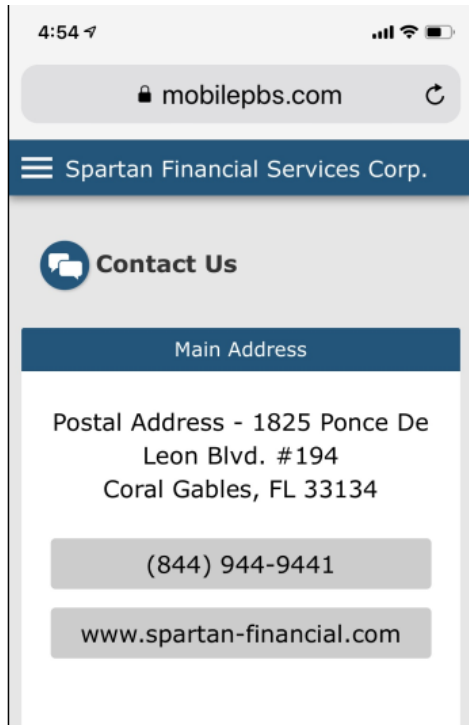 4:54
mobilepbs.com
Spartan Financial Services Corp.
Contact Us
Main Address
Postal Address - 1825 Ponce De
Leon Blvd. #194
Coral Gables, FL 33134
(844) 944-9441
www.spartan-financial.com